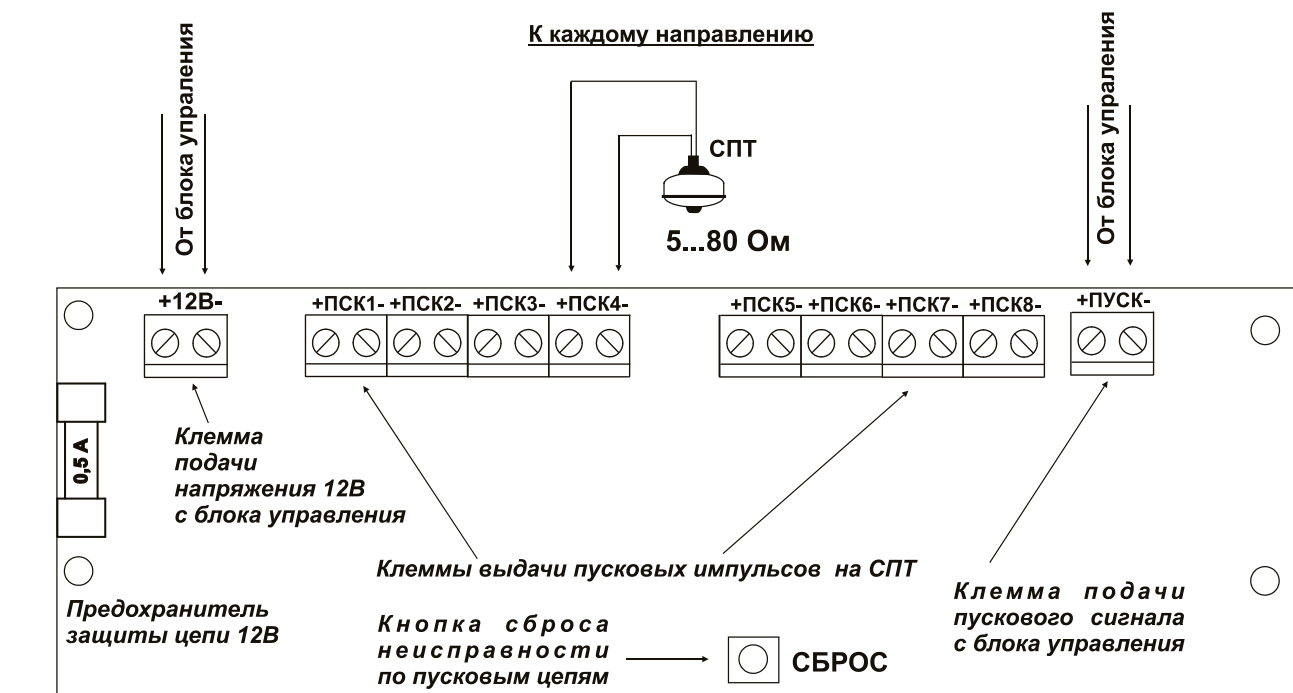 От блока упраления
К каждому направлению
От блока упраления
СПТ
5...80 Ом
+12В-
+ПСК1- +ПСК2- +ПСК3- +ПСК4-
+ПСК5- +ПСК6- +ПСК7- +ПСК8-
+ПУСК-
0,5 А
Клемма
подачи
напряжения 12В
с блока управления
Клеммы выдачи пусковых импульсов на СПТ
Предохранитель
защиты цепи 12В
Кнопка сброса
неисправности
по пусковым цепям
СБРОС
Клемма подачи
пускового сигнала
с блока управления